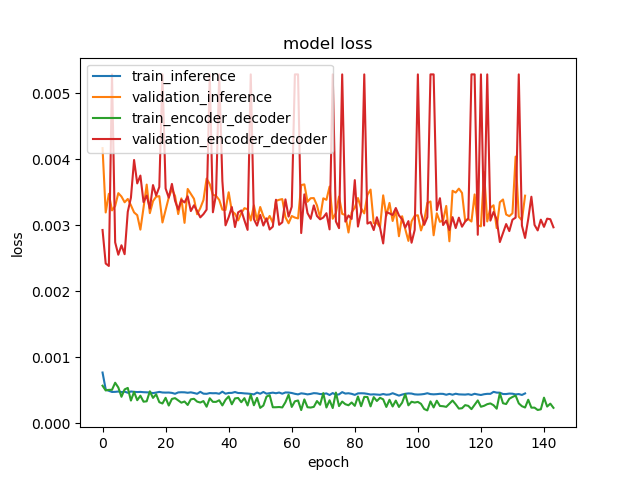 model loss
train_inference
validation_inference
train_encoder_decoder
validation_encoder_decoder
loss
0.005
0.004
0.003
0.002
0.001
0.000
0 20 40 60 80 100 120 140
epoch